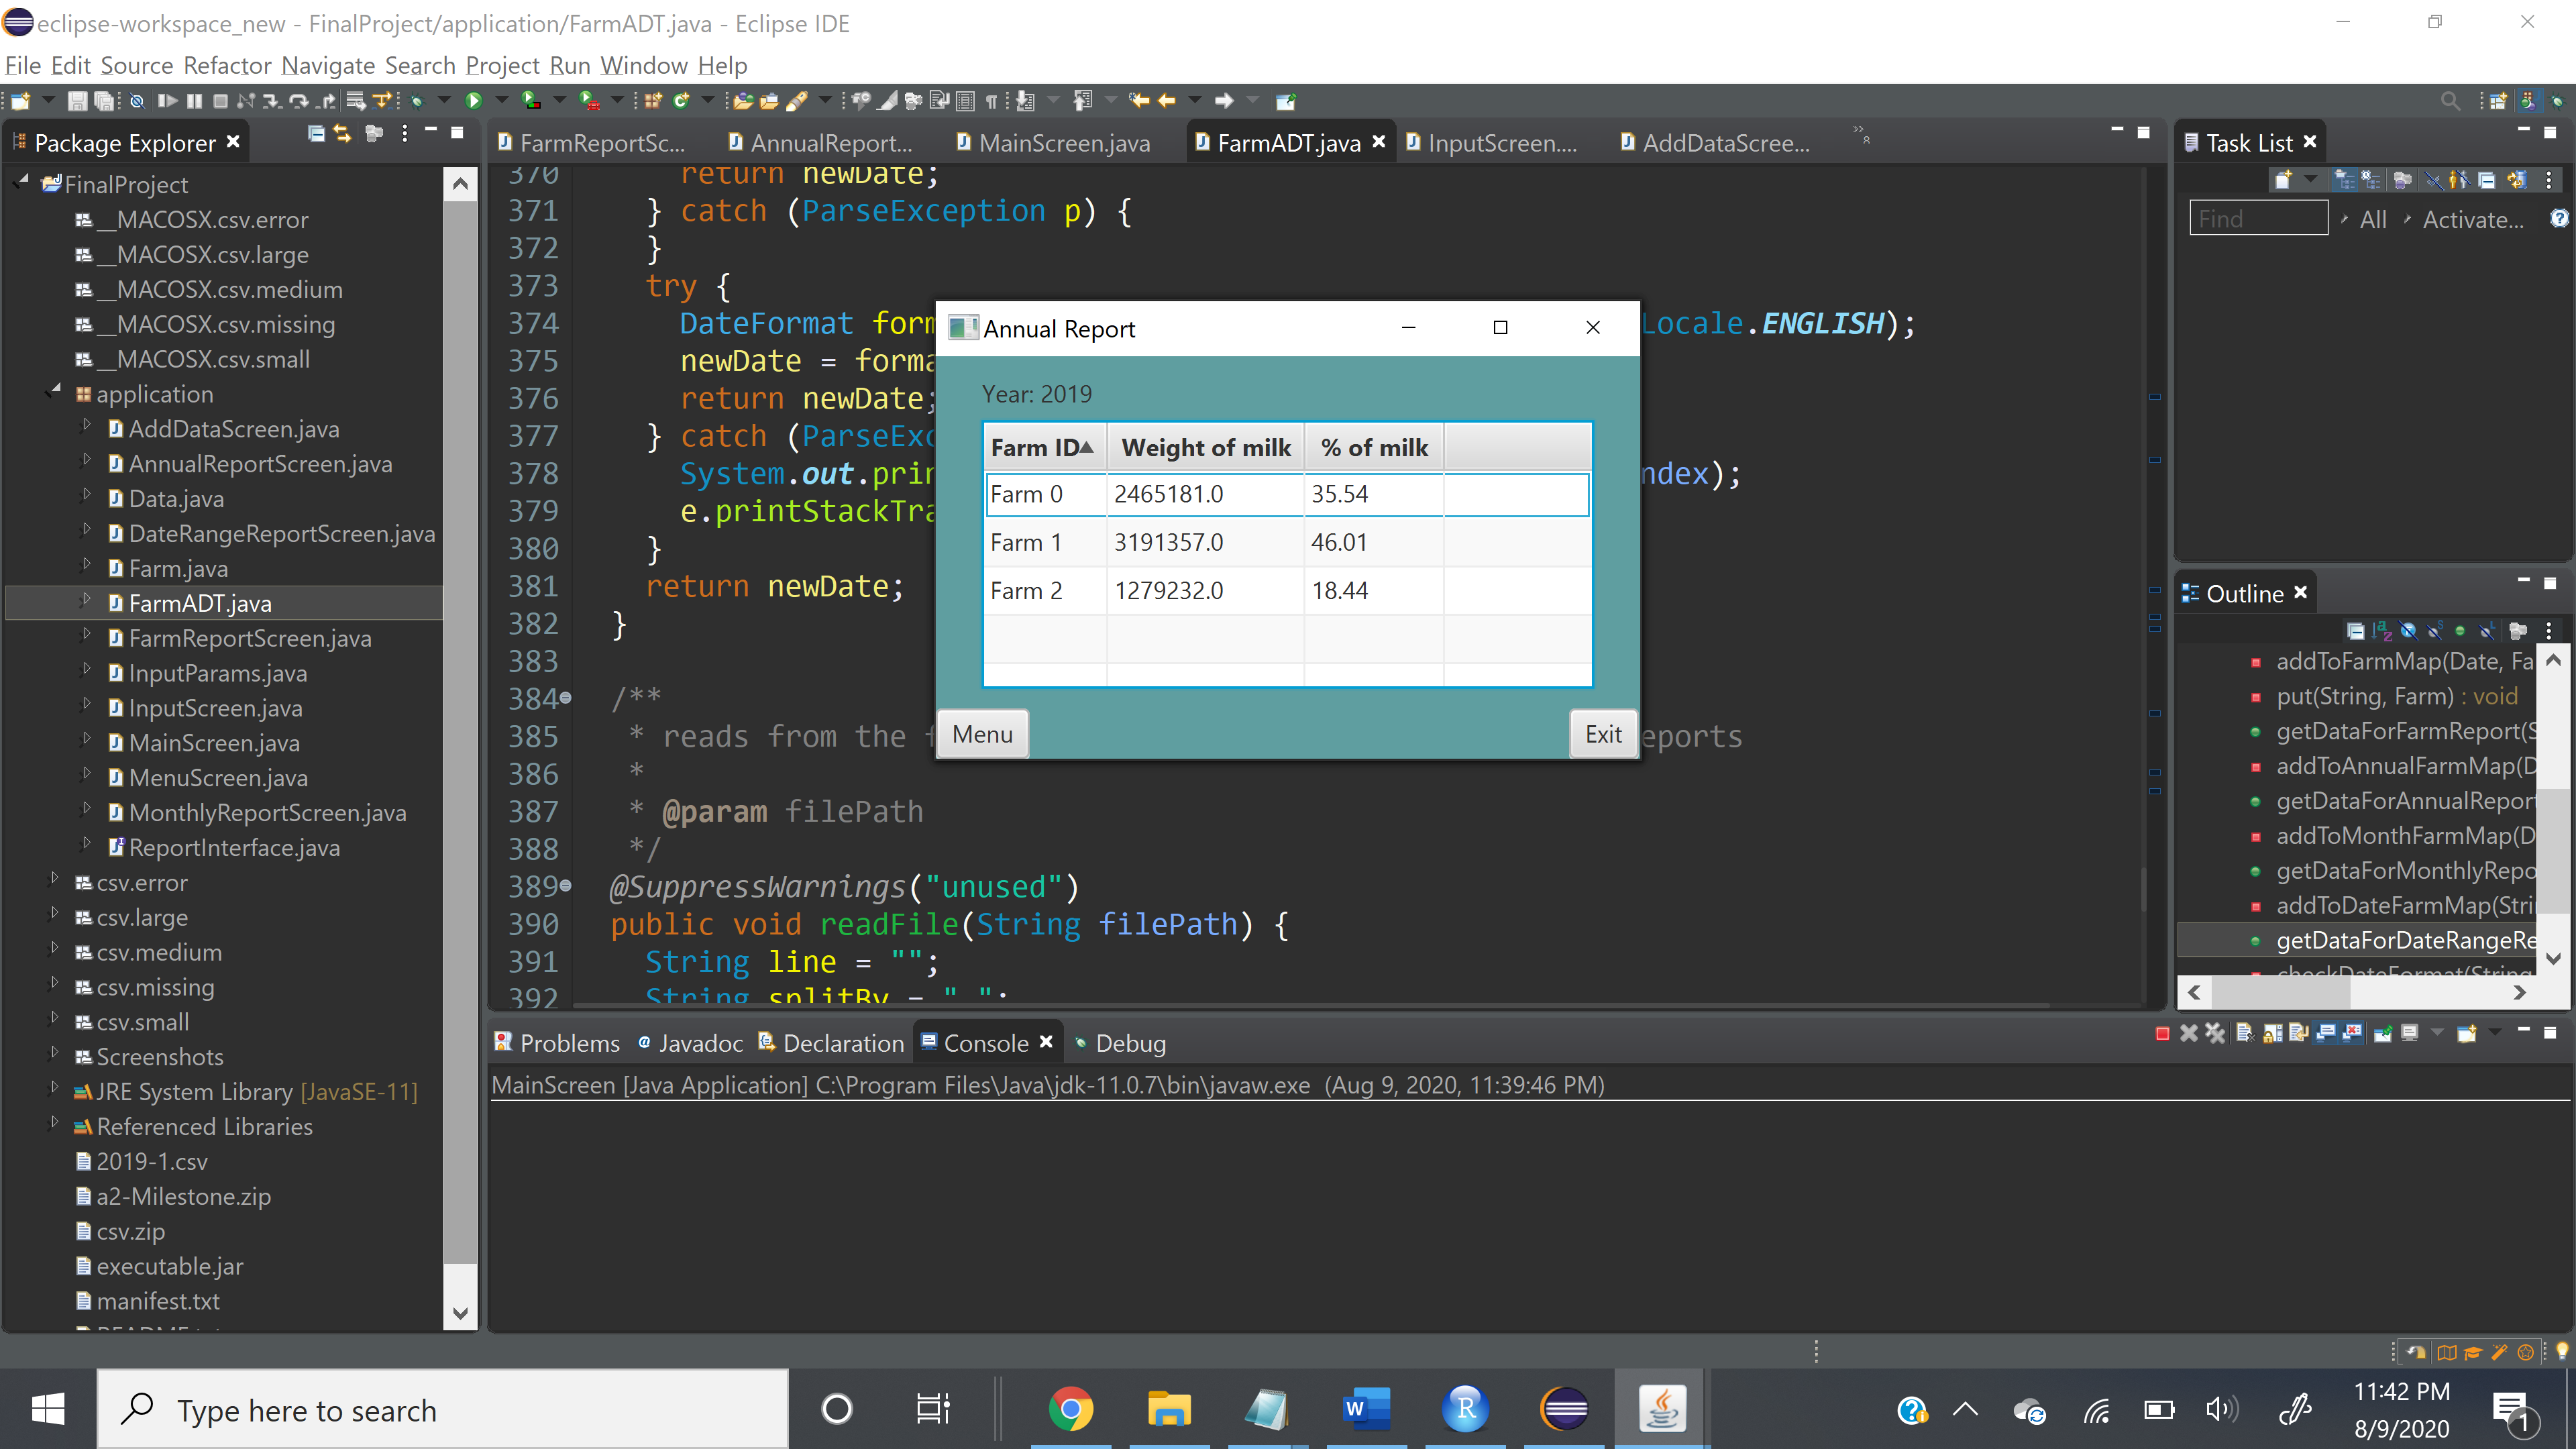 eclipse-workspace_new - FinalProject/application/FarmADT.java - Eclipse IDE
File Edit Source Refactor Navigate Search Project Run Window Help
Package Explorer
FinalProject
__MACOSX.csv.error
__MACOSX.csv.large
__MACOSX.csv.medium
__MACOSX.csv.missing
__MACOSX.csv.small
application
AddDataScreen.java
AnnualReportScreen.java
Data.java
DateRangeReportScreen.java
Farm.java
FarmADT.java
FarmReportScreen.java
InputParams.java
InputScreen.java
MainScreen.java
MenuScreen.java
MonthlyReportScreen.java
ReportInterface.java
csv.error
csv.large
csv.medium
csv.missing
csv.small
Screenshots
JRE System Library [JavaSE-11]
Referenced Libraries
2019-1.csv
a2-Milestone.zip
csv.zip
executable.jar
manifest.txt
FarmReportSc... AnnualReport... MainScreen.java FarmADT.java InputScreen.... AddDataScree... 8
370 return newDate;
371 } catch (ParseException p) {
372 }
373 try {
374 DateFormat form Locale.ENGLISH);
375 newDate = forma
376 return newDate;
377 } catch (ParseExc
378 System.out.prin ndex);
379 e.printStackTra
380 }
381 return newDate;
382 }
383
384 /**
385 * reads from the f eports
386 *
387 * @param filePath
388 */
389 @SuppressWarnings("unused")
390 public void readFile(String filePath) {
391 String line = "";
392 String splitBy = ",";
Annual Report
Year: 2019
Farm ID Weight of milk % of milk
Farm 0 2465181.0 35.54
Farm 1 3191357.0 46.01
Farm 2 1279232.0 18.44
Menu Exit
Task List
Find All Activate...
Outline
addToFarmMap(Date, Fa
put(String, Farm) : void
getDataForFarmReport(S
addToAnnualFarmMap(D
getDataForAnnualReport
addToMonthFarmMap(D
getDataForMonthlyRepo
addToDateFarmMap(Stri
getDataForDateRangeRe
checkDateFormat(String
Problems @ Javadoc Declaration Console Debug
MainScreen [Java Application] C:\Program Files\Java\jdk-11.0.7\bin\javaw.exe (Aug 9, 2020, 11:39:46 PM)
Type here to search
11:42 PM
8/9/2020
1